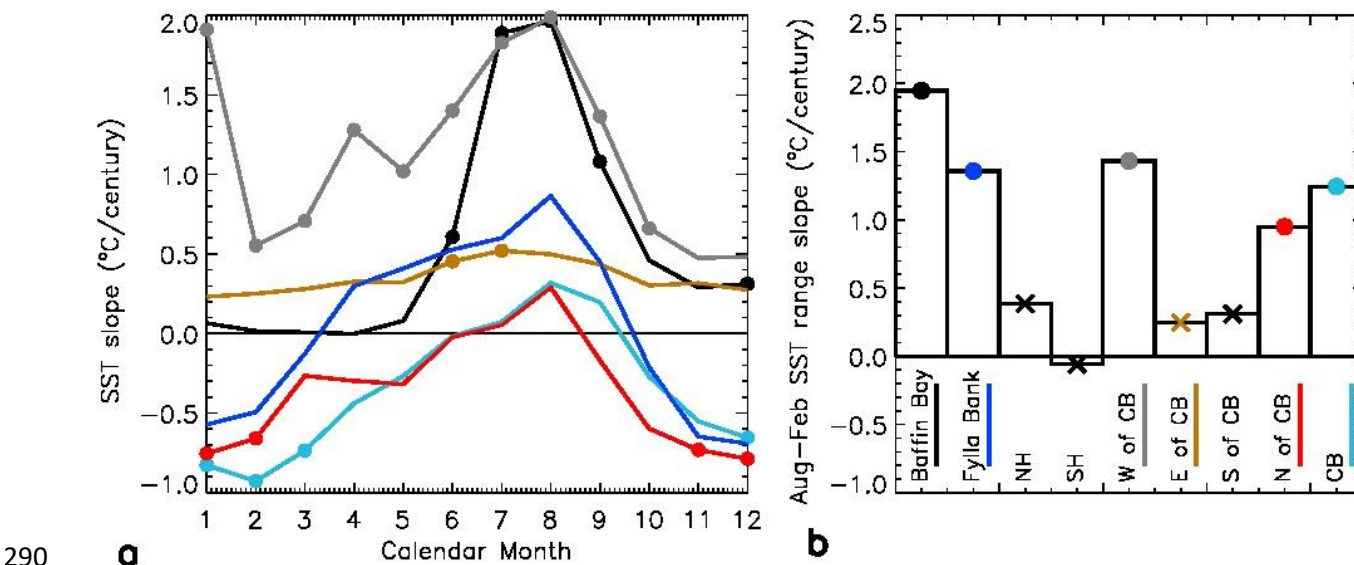 2.0
1.5
1.0
0.5
0.0
−0.5
−1.0
SST slope (°C/century)
1 2 3 4 5 6 7 8 9 10 11 12
Calendar Month
290
a
2.5
2.0
1.5
1.0
0.5
0.0
−0.5
−1.0
Aug−Feb SST range slope (°C/century)
Baffin Bay
Fylla Bank
NH
SH
W of CB
E of CB
S of CB
N of CB
CB
b